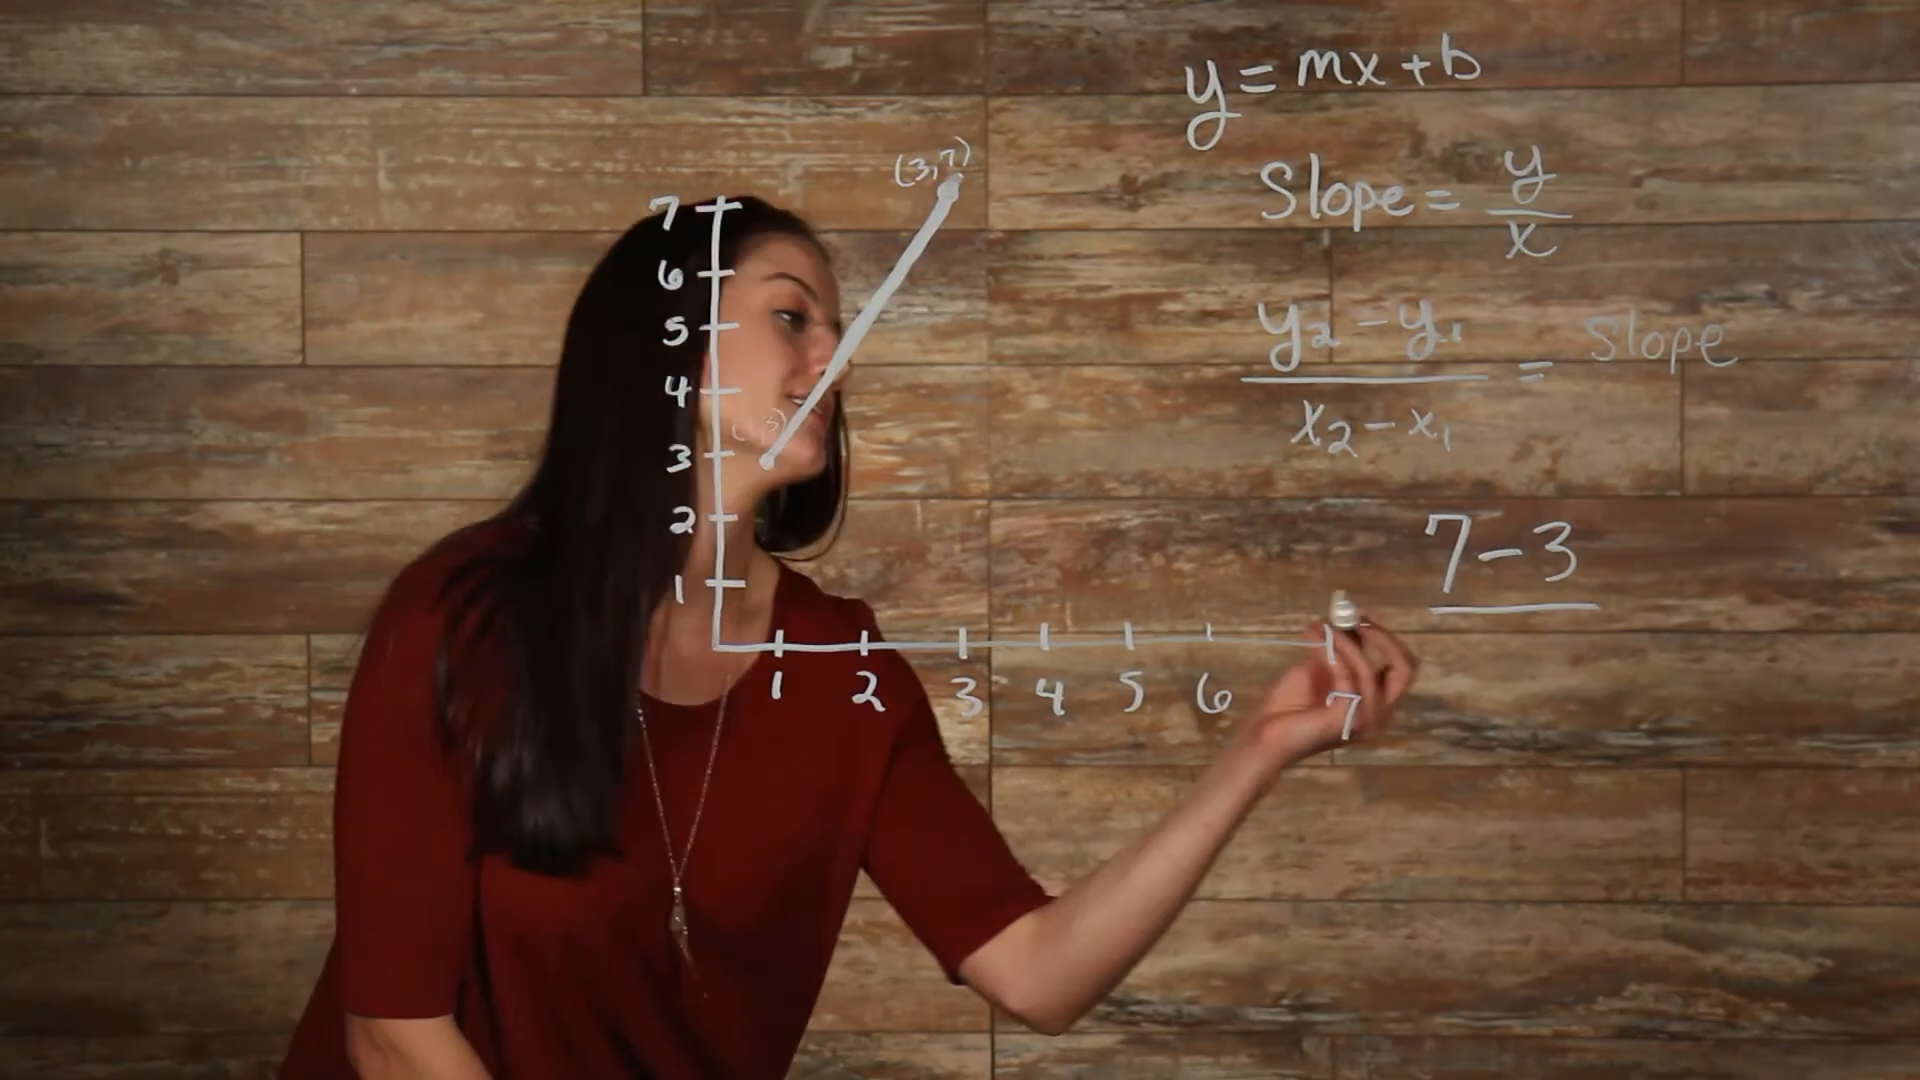 y = mx + b
Slope = y/x
(3,7)
7
6
5
4
3
2
1
1 2 3 4 5 6 7
y₂ - y₁ / x₂ - x₁ = Slope
7 - 3